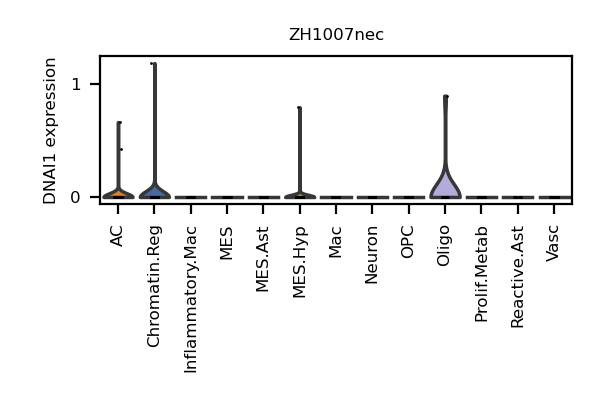 ZH1007nec
DNAI1 expression
1
0
AC
Chromatin.Reg
Inflammatory.Mac
MES
MES.Ast
MES.Hyp
Mac
Neuron
OPC
Oligo
Prolif.Metab
Reactive.Ast
Vasc